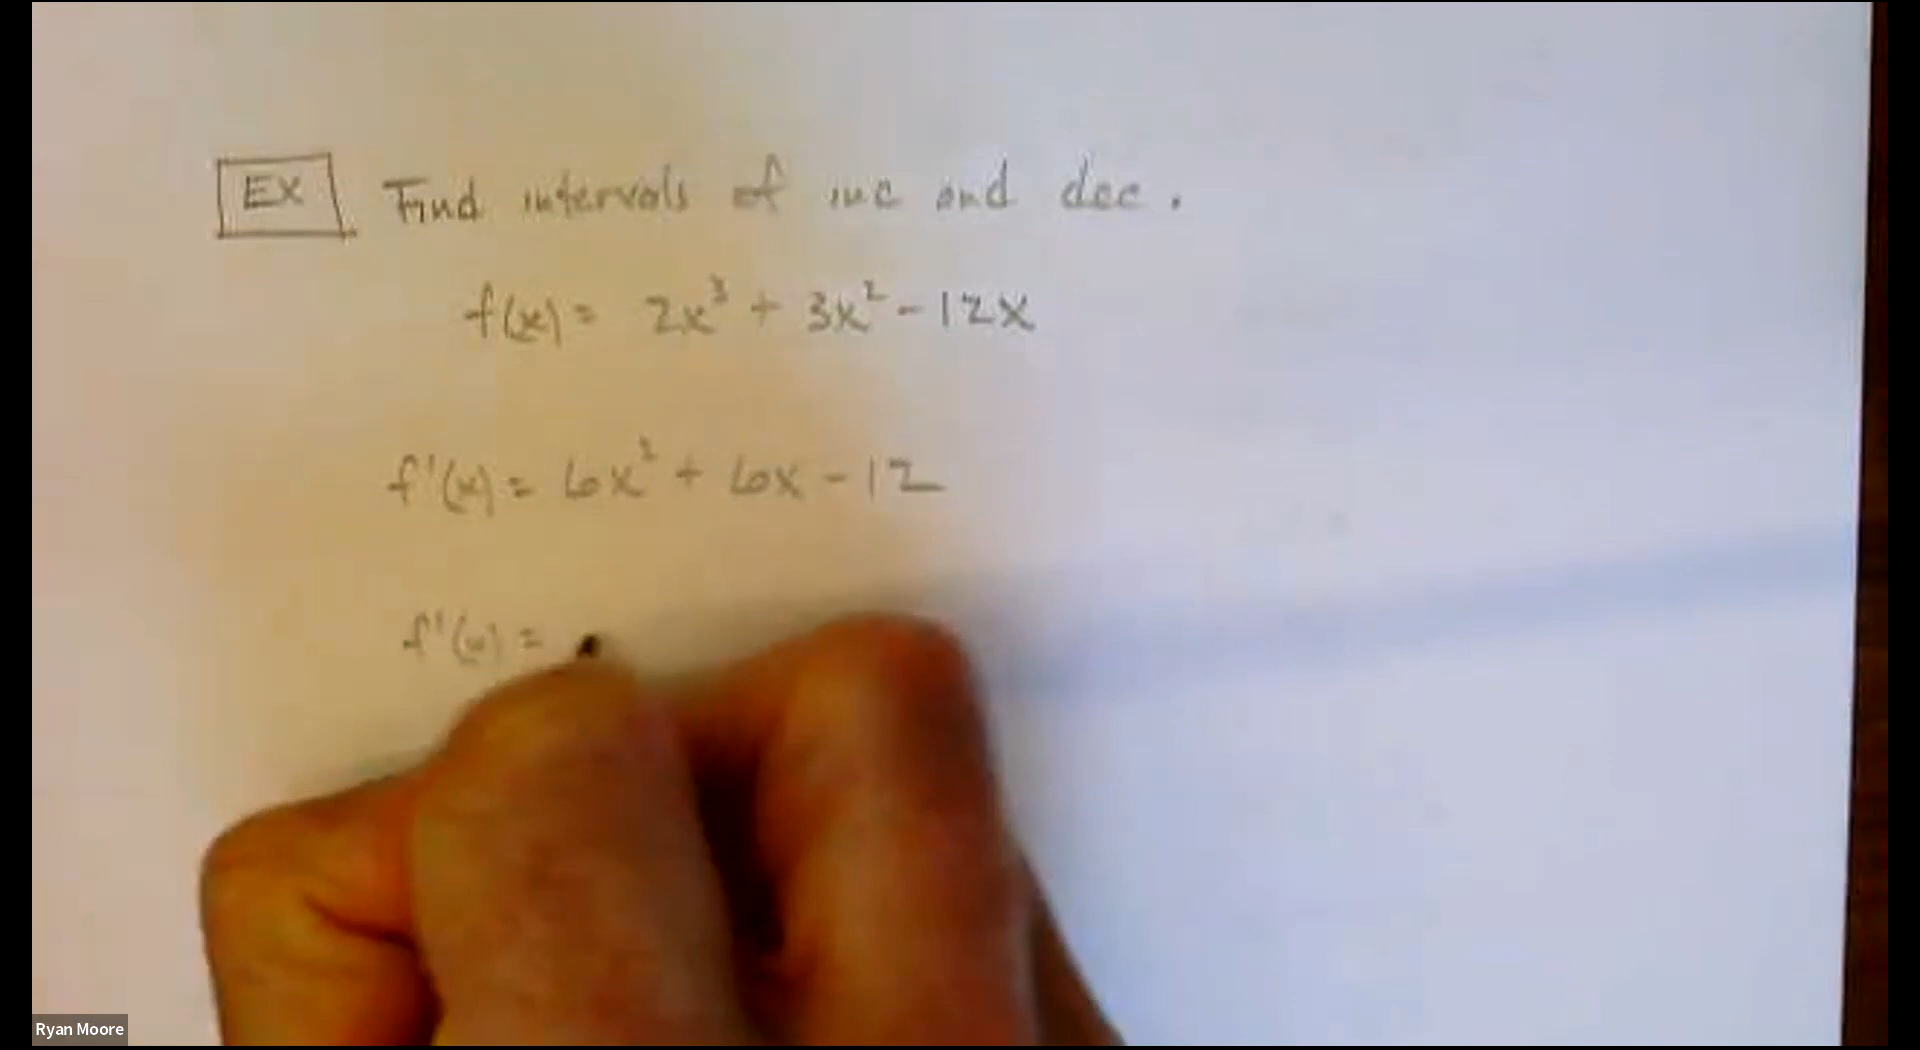 EX Find intervals of inc and dec.
f(x) = 2x³ + 3x² - 12x
f'(x) = 6x² + 6x - 12
f'(x) =
Ryan Moore